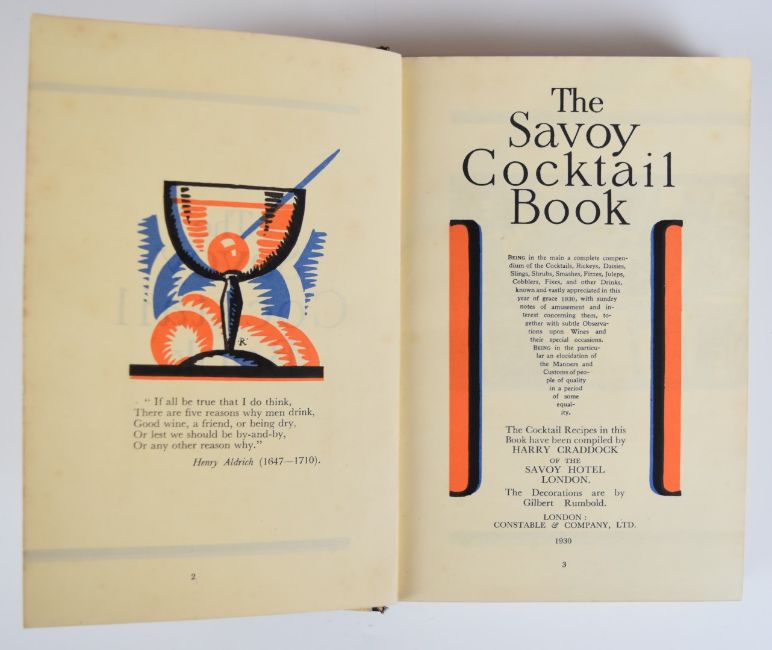 " If all be true that I do think,
There are five reasons why men drink,
Good wine, a friend, or being dry,
Or lest we should be by-and-by,
Or any other reason why."
Henry Aldrich (1647—1710).
2
The
Savoy
Cocktail
Book
BEING in the main a complete compen-
dium of the Cocktails, Rickeys, Daisies,
Slings, Shrubs, Smashes, Fizzes, Juleps,
Cobblers, Fixes, and other Drinks,
known and vastly appreciated in this
year of grace 1930, with sundry
notes of amusement and in-
terest concerning them, to-
gether with subtle Observa-
tions upon Wines and
their special occasions.
BEING in the particu-
lar an elucidation of
the Manners and
Customs of peo-
ple of quality
in a period
of some
equal-
ity.
The Cocktail Recipes in this
Book have been compiled by
HARRY CRADDOCK
OF THE
SAVOY HOTEL
LONDON.
The Decorations are by
Gilbert Rumbold.
LONDON :
CONSTABLE & COMPANY, LTD.
1930
3